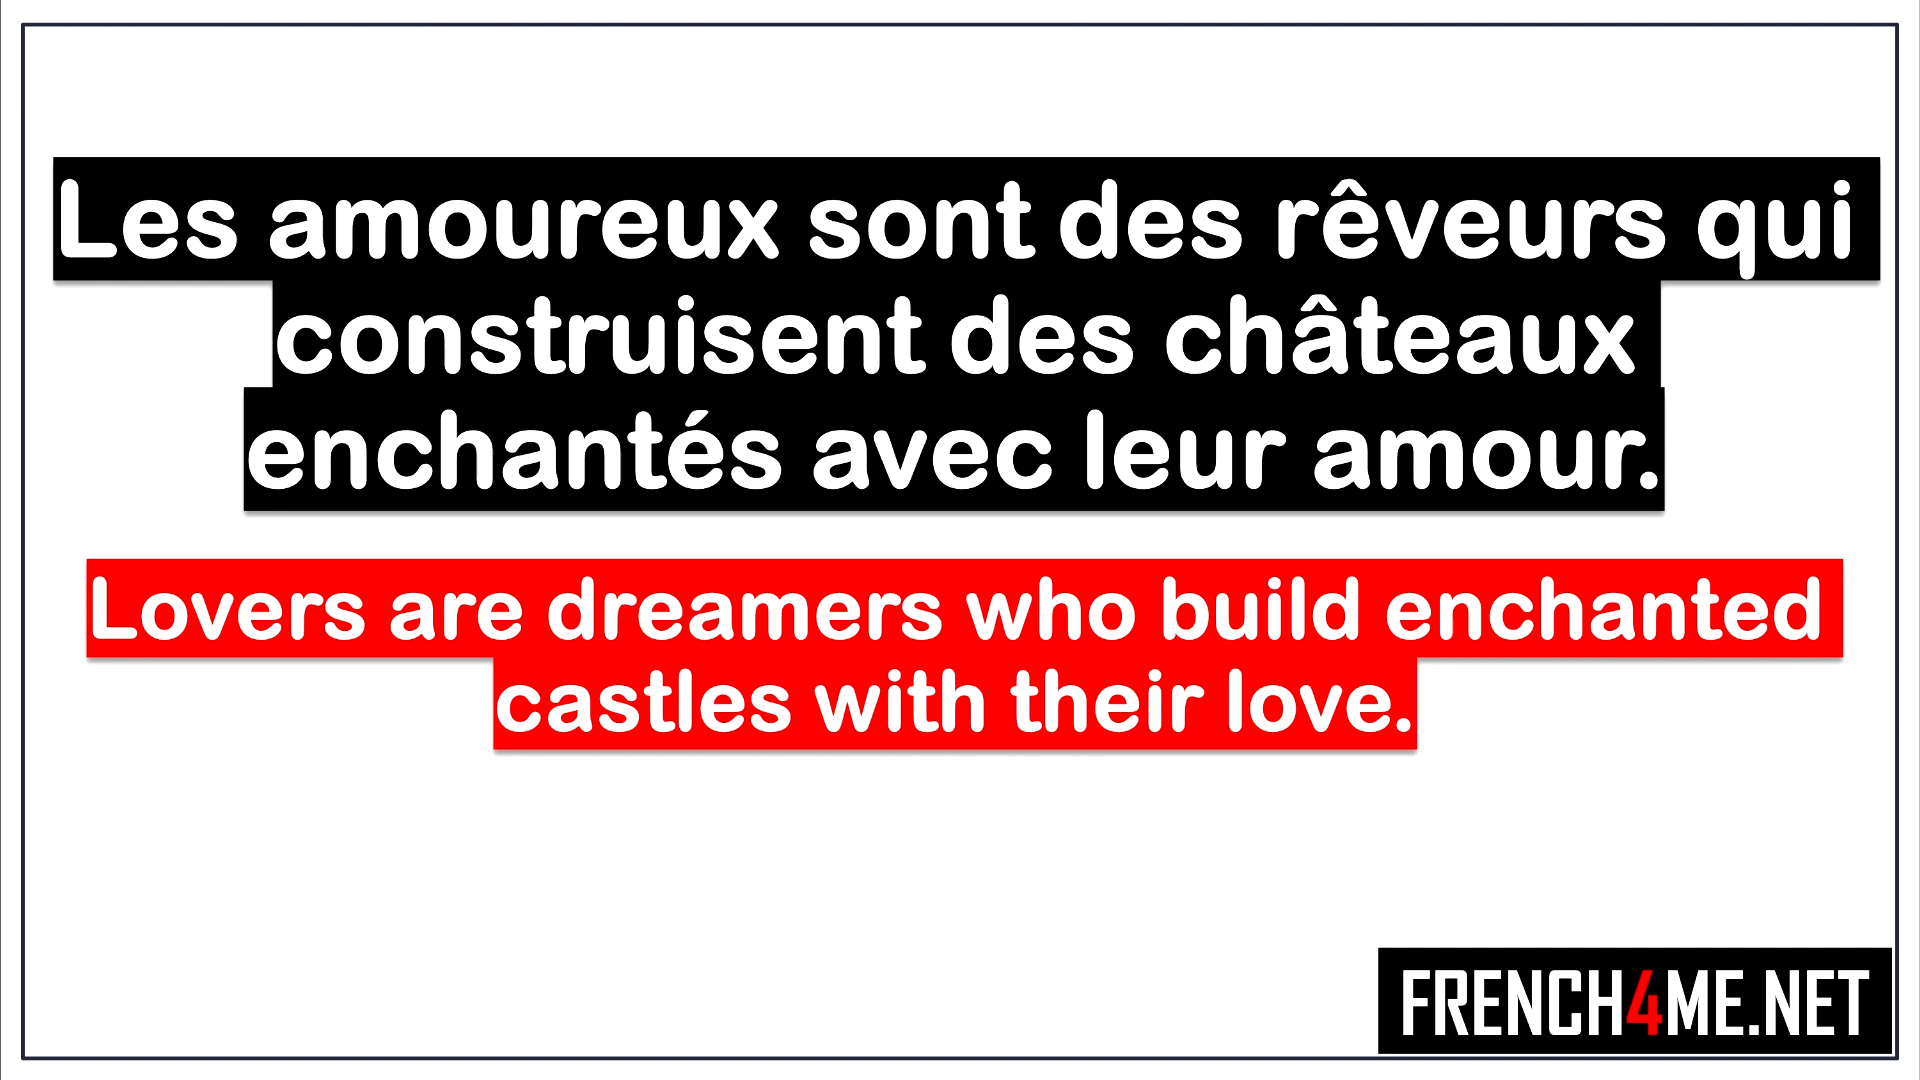 Les amoureux sont des rêveurs qui
construisent des châteaux
enchantés avec leur amour.
Lovers are dreamers who build enchanted
castles with their love.
FRENCH4ME.NET